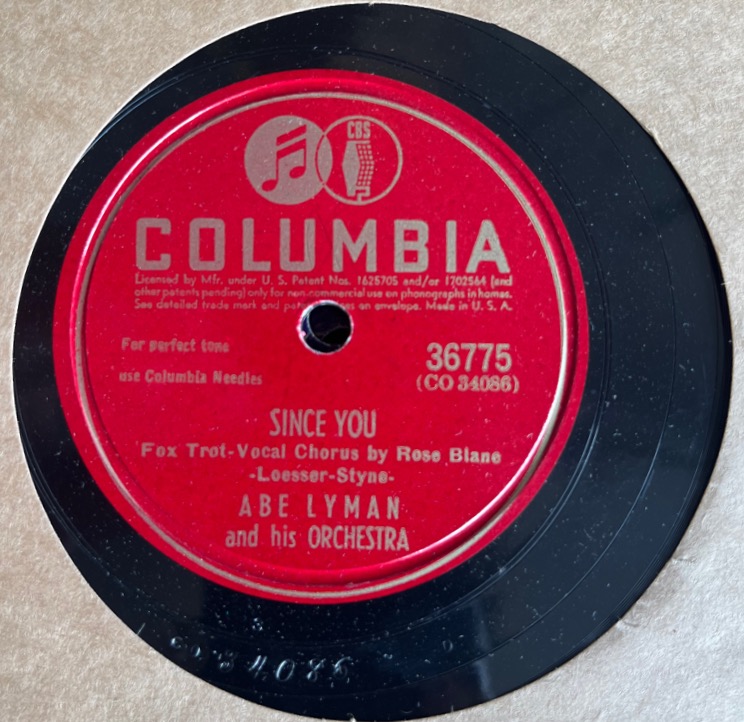 CBS
COLUMBIA
Licensed by Mfr. under U. S. Patent Nos. 1625705 and/or 1702564 (and
other patents pending) only for non-commercial use on phonographs in homes.
See detailed trade mark and on envelope. Made in U. S. A.
For perfect tone
use Columbia Needles
36775
(CO 34086)
SINCE YOU
Fox Trot-Vocal Chorus by Rose Blane
-Loesser-Styne-
ABE LYMAN
and his ORCHESTRA
CO 34086